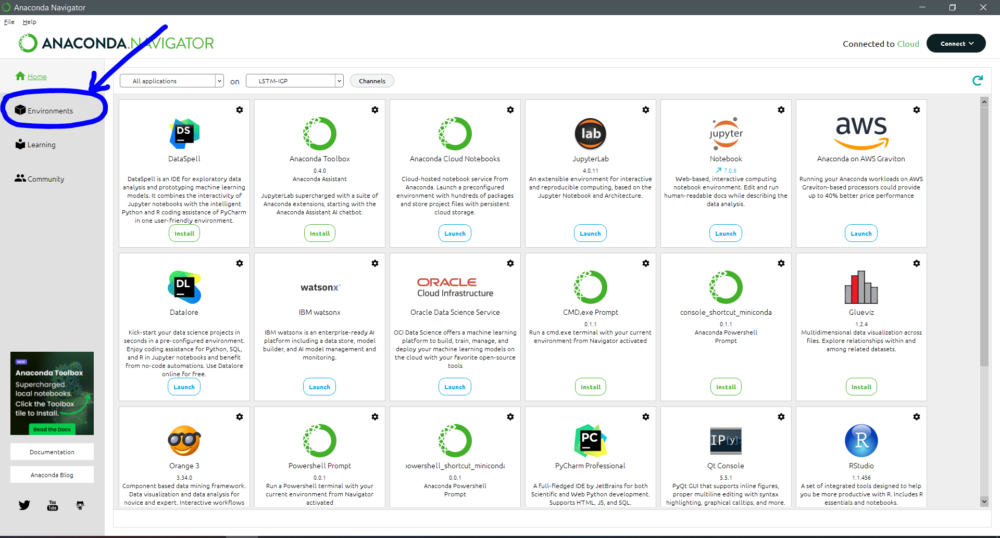 Anaconda Navigator
File Help
ANACONDA.NAVIGATOR
Connected to Cloud
Connect
Home
Environments
Learning
Community
All applications
on
LSTM-IGP
Channels
DS
DataSpell
DataSpell is an IDE for exploratory data
analysis and prototyping machine learning
models. It combines the interactivity of
Jupyter notebooks with the intelligent
Python and R coding assistance of PyCharm
in one user-friendly environment.
Install
Anaconda Toolbox
0.4.0
Anaconda Assistant
JupyterLab supercharged with a suite of
Anaconda extensions, starting with the
Anaconda Assistant AI chatbot.
Install
Anaconda Cloud Notebooks
Cloud-hosted notebook service from
Anaconda. Launch a preconfigured
environment with hundreds of packages
and store project files with persistent
cloud storage.
Launch
lab
JupyterLab
4.0.11
An extensible environment for interactive
and reproducible computing, based on the
Jupyter Notebook and Architecture.
Launch
jupyter
Notebook
7.0.6
Web-based, interactive computing
notebook environment. Edit and run
human-readable docs while describing the
data analysis.
Launch
aws
Anaconda on AWS Graviton
Running your Anaconda workloads on AWS
Graviton-based processors could provide
up to 40% better price performance
Launch
DL
Datalore
Kick-start your data science projects in
seconds in a pre-configured environment.
Enjoy coding assistance for Python, SQL,
and R in Jupyter notebooks and benefit
from no-code automations. Use Datalore
online for free.
Launch
watsonx
IBM watsonx
IBM watsonx is an enterprise-ready AI
platform including a data store, model
builder, and AI model management and
monitoring.
Launch
ORACLE
Cloud Infrastructure
Oracle Data Science Service
OCI Data Science offers a machine learning
platform to build, train, manage, and
deploy your machine learning models on
the cloud with your favorite open-source
tools
Launch
CMD.exe Prompt
0.1.1
Run a cmd.exe terminal with your current
environment from Navigator activated
Install
console_shortcut_miniconda
0.1.1
Anaconda Powershell
Prompt
Install
Glueviz
1.2.4
Multidimensional data visualization across
files. Explore relationships within and
among related datasets.
Install
Orange 3
3.34.0
Component based data mining framework.
Data visualization and data analysis for
novice and expert. Interactive workflows
Powershell Prompt
0.0.1
Run a Powershell terminal with your
current environment from Navigator
activated
powershell_shortcut_miniconda
0.0.1
Anaconda Powershell
Prompt
PC
PyCharm Professional
A full-fledged IDE by JetBrains for both
Scientific and Web Python development.
Supports HTML, JS, and SQL.
IP[y]:
Qt Console
5.5.1
PyQt GUI that supports inline figures,
proper multiline editing with syntax
highlighting, graphical calltips, and more.
R
RStudio
1.1.456
A set of integrated tools designed to help
you be more productive with R. Includes R
essentials and notebooks.
NEW
Anaconda Toolbox
Supercharged
local notebooks.
Click the Toolbox
tile to Install.
Read the Docs
Documentation
Anaconda Blog
You
Tube